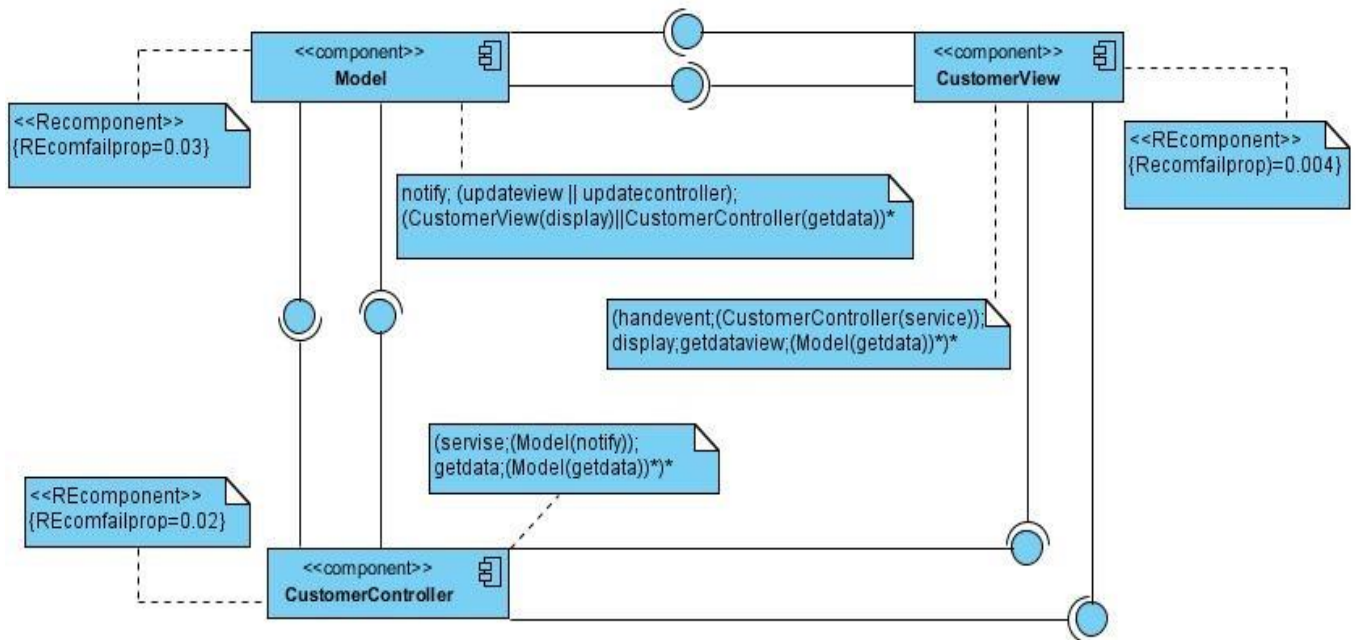 <<component>>
Model
<<component>>
CustomerView
<<Recomponent>>
{REcomfailprop=0.03}
<<REcomponent>>
{Recomfailprop)=0.004}
notify; (updateview || updatecontroller);
(CustomerView(display)||CustomerController(getdata))*
(handevent;(CustomerController(service));
display;getdataview;(Model(getdata))*)*
(servise;(Model(notify));
getdata;(Model(getdata))*)*
<<REcomponent>>
{REcomfailprop=0.02}
<<component>>
CustomerController